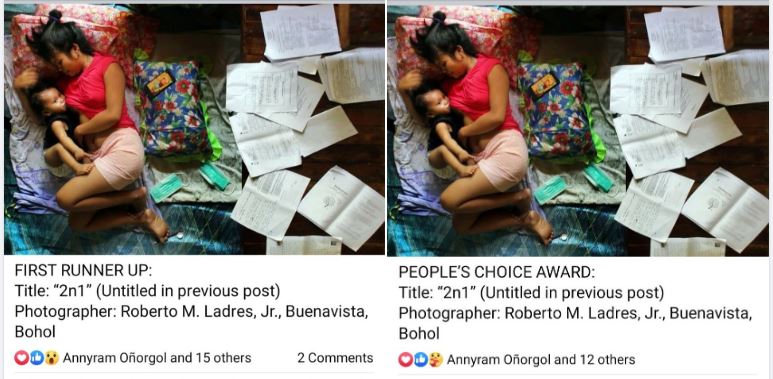 FIRST RUNNER UP:
Title: “2n1” (Untitled in previous post)
Photographer: Roberto M. Ladres, Jr., Buenavista,
Bohol
Annyram Oñorgol and 15 others 2 Comments
PEOPLE’S CHOICE AWARD:
Title: “2n1” (Untitled in previous post)
Photographer: Roberto M. Ladres, Jr., Buenavista,
Bohol
Annyram Oñorgol and 12 others